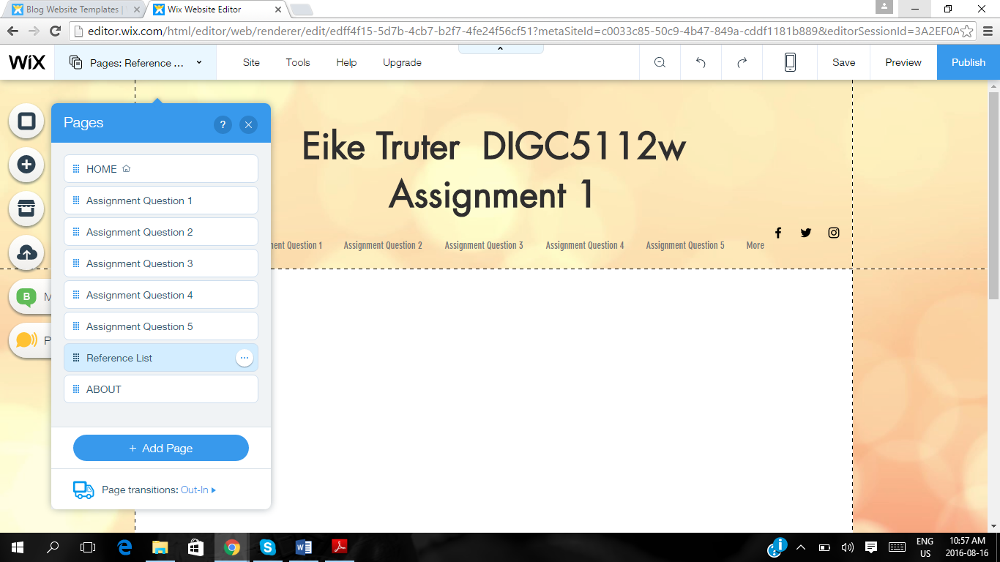 Blog Website Templates |
Wix Website Editor
editor.wix.com/html/editor/web/renderer/edit/edff4f15-5d7b-4cb7-b2f7-4fe24f56cf51?metaSiteId=c0033c85-50c9-4b47-849a-cddf1181b889&editorSessionId=3A2EF0A
WiX
Pages: Reference ...
Site
Tools
Help
Upgrade
Save
Preview
Publish
Pages
?
HOME
Assignment Question 1
Assignment Question 2
Assignment Question 3
Assignment Question 4
Assignment Question 5
Reference List
...
ABOUT
+ Add Page
Page transitions: Out-In
B
M
P
Eike Truter DIGC5112w
Assignment 1
ment Question 1
Assignment Question 2
Assignment Question 3
Assignment Question 4
Assignment Question 5
More
ENG
US
10:57 AM
2016-08-16